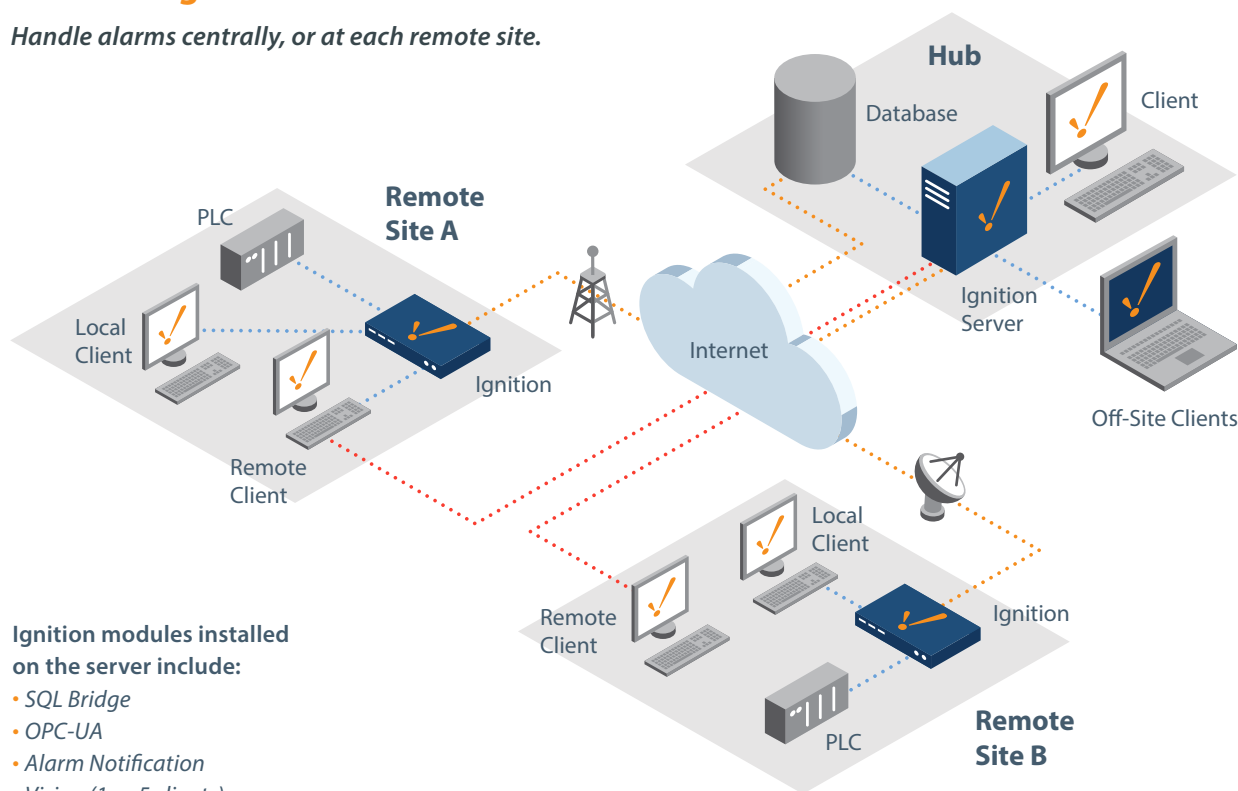 Handle alarms centrally, or at each remote site.
Hub
Database
Client
Remote
Site A
PLC
Local
Client
Ignition
Remote
Client
Internet
Ignition
Server
Off-Site Clients
Local
Client
Remote
Client
Ignition
PLC
Remote
Site B
Ignition modules installed
on the server include:
• SQL Bridge
• OPC-UA
• Alarm Notification